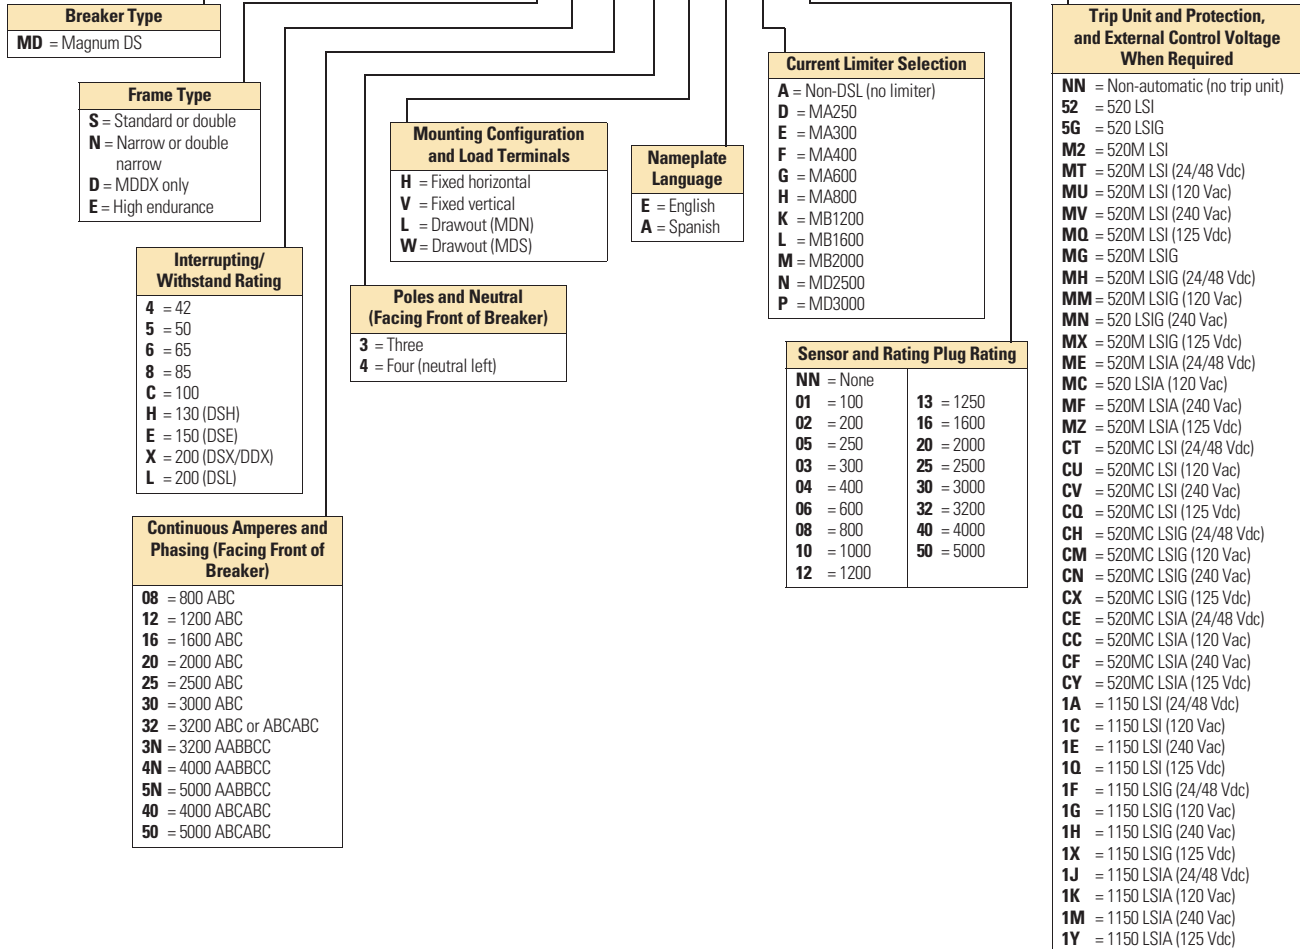 Breaker Type
MD = Magnum DS
Frame Type
S = Standard or double
N = Narrow or double
narrow
D = MDDX only
E = High endurance
Interrupting/
Withstand Rating
4 = 42
5 = 50
6 = 65
8 = 85
C = 100
H = 130 (DSH)
E = 150 (DSE)
X = 200 (DSX/DDX)
L = 200 (DSL)
Continuous Amperes and
Phasing (Facing Front of
Breaker)
08 = 800 ABC
12 = 1200 ABC
16 = 1600 ABC
20 = 2000 ABC
25 = 2500 ABC
30 = 3000 ABC
32 = 3200 ABC or ABCABC
3N = 3200 AABBCC
4N = 4000 AABBCC
5N = 5000 AABBCC
40 = 4000 ABCABC
50 = 5000 ABCABC
Poles and Neutral
(Facing Front of Breaker)
3 = Three
4 = Four (neutral left)
Mounting Configuration
and Load Terminals
H = Fixed horizontal
V = Fixed vertical
L = Drawout (MDN)
W = Drawout (MDS)
Nameplate
Language
E = English
A = Spanish
Current Limiter Selection
A = Non-DSL (no limiter)
D = MA250
E = MA300
F = MA400
G = MA600
H = MA800
K = MB1200
L = MB1600
M = MB2000
N = MD2500
P = MD3000
Sensor and Rating Plug Rating
NN = None
01 = 100
02 = 200
05 = 250
03 = 300
04 = 400
06 = 600
08 = 800
10 = 1000
12 = 1200
13 = 1250
16 = 1600
20 = 2000
25 = 2500
30 = 3000
32 = 3200
40 = 4000
50 = 5000
Trip Unit and Protection,
and External Control Voltage
When Required
NN = Non-automatic (no trip unit)
52 = 520 LSI
5G = 520 LSIG
M2 = 520M LSI
MT = 520M LSI (24/48 Vdc)
MU = 520M LSI (120 Vac)
MV = 520M LSI (240 Vac)
MQ = 520M LSI (125 Vdc)
MG = 520M LSIG
MH = 520M LSIG (24/48 Vdc)
MM = 520M LSIG (120 Vac)
MN = 520 LSIG (240 Vac)
MX = 520M LSIG (125 Vdc)
ME = 520M LSIA (24/48 Vdc)
MC = 520 LSIA (120 Vac)
MF = 520M LSIA (240 Vac)
MZ = 520M LSIA (125 Vdc)
CT = 520MC LSI (24/48 Vdc)
CU = 520MC LSI (120 Vac)
CV = 520MC LSI (240 Vac)
CQ = 520MC LSI (125 Vdc)
CH = 520MC LSIG (24/48 Vdc)
CM = 520MC LSIG (120 Vac)
CN = 520MC LSIG (240 Vac)
CX = 520MC LSIG (125 Vdc)
CE = 520MC LSIA (24/48 Vdc)
CC = 520MC LSIA (120 Vac)
CF = 520MC LSIA (240 Vac)
CY = 520MC LSIA (125 Vdc)
1A = 1150 LSI (24/48 Vdc)
1C = 1150 LSI (120 Vac)
1E = 1150 LSI (240 Vac)
1Q = 1150 LSI (125 Vdc)
1F = 1150 LSIG (24/48 Vdc)
1G = 1150 LSIG (120 Vac)
1H = 1150 LSIG (240 Vac)
1X = 1150 LSIG (125 Vdc)
1J = 1150 LSIA (24/48 Vdc)
1K = 1150 LSIA (120 Vac)
1M = 1150 LSIA (240 Vac)
1Y = 1150 LSIA (125 Vdc)